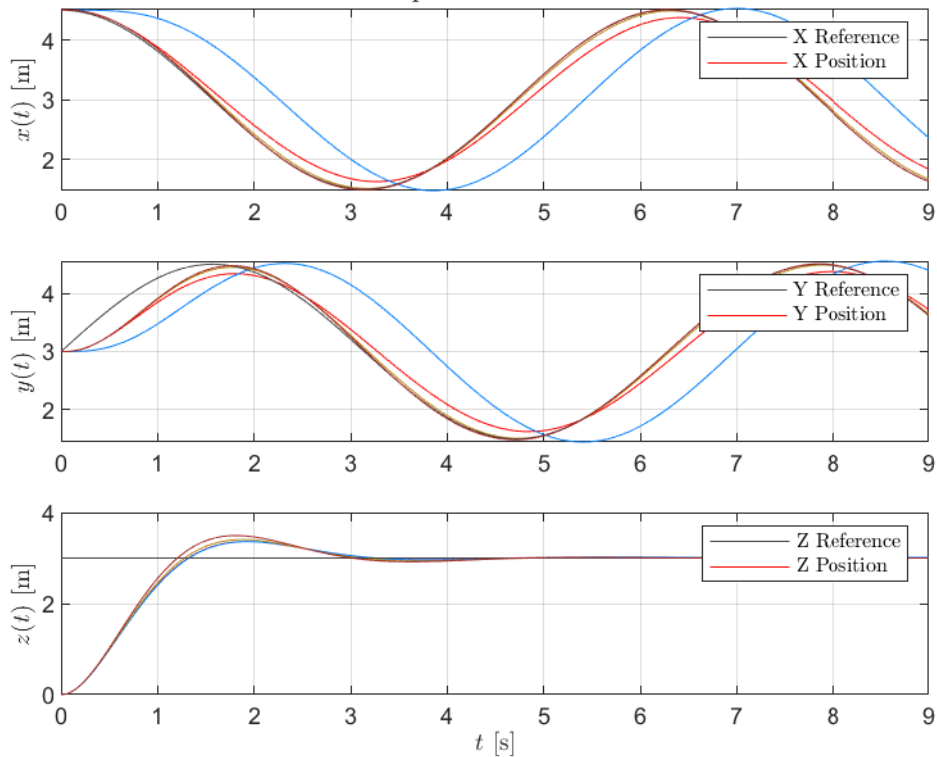 x(t) [m]
4
3
2
X Reference
X Position
0 1 2 3 4 5 6 7 8 9
y(t) [m]
4
3
2
Y Reference
Y Position
0 1 2 3 4 5 6 7 8 9
z(t) [m]
4
2
0
Z Reference
Z Position
0 1 2 3 4 5 6 7 8 9
t [s]